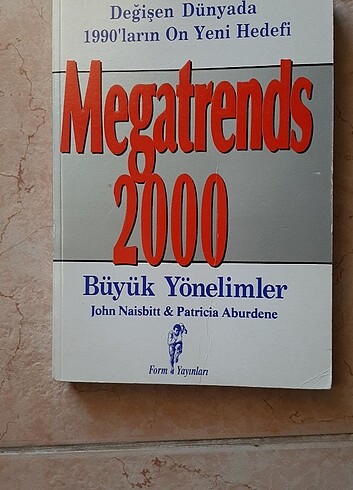 Değişen Dünyada
1990'ların On Yeni Hedefi
Megatrends
2000
Büyük Yönelimler
John Naisbitt & Patricia Aburdene
Form Yayınları